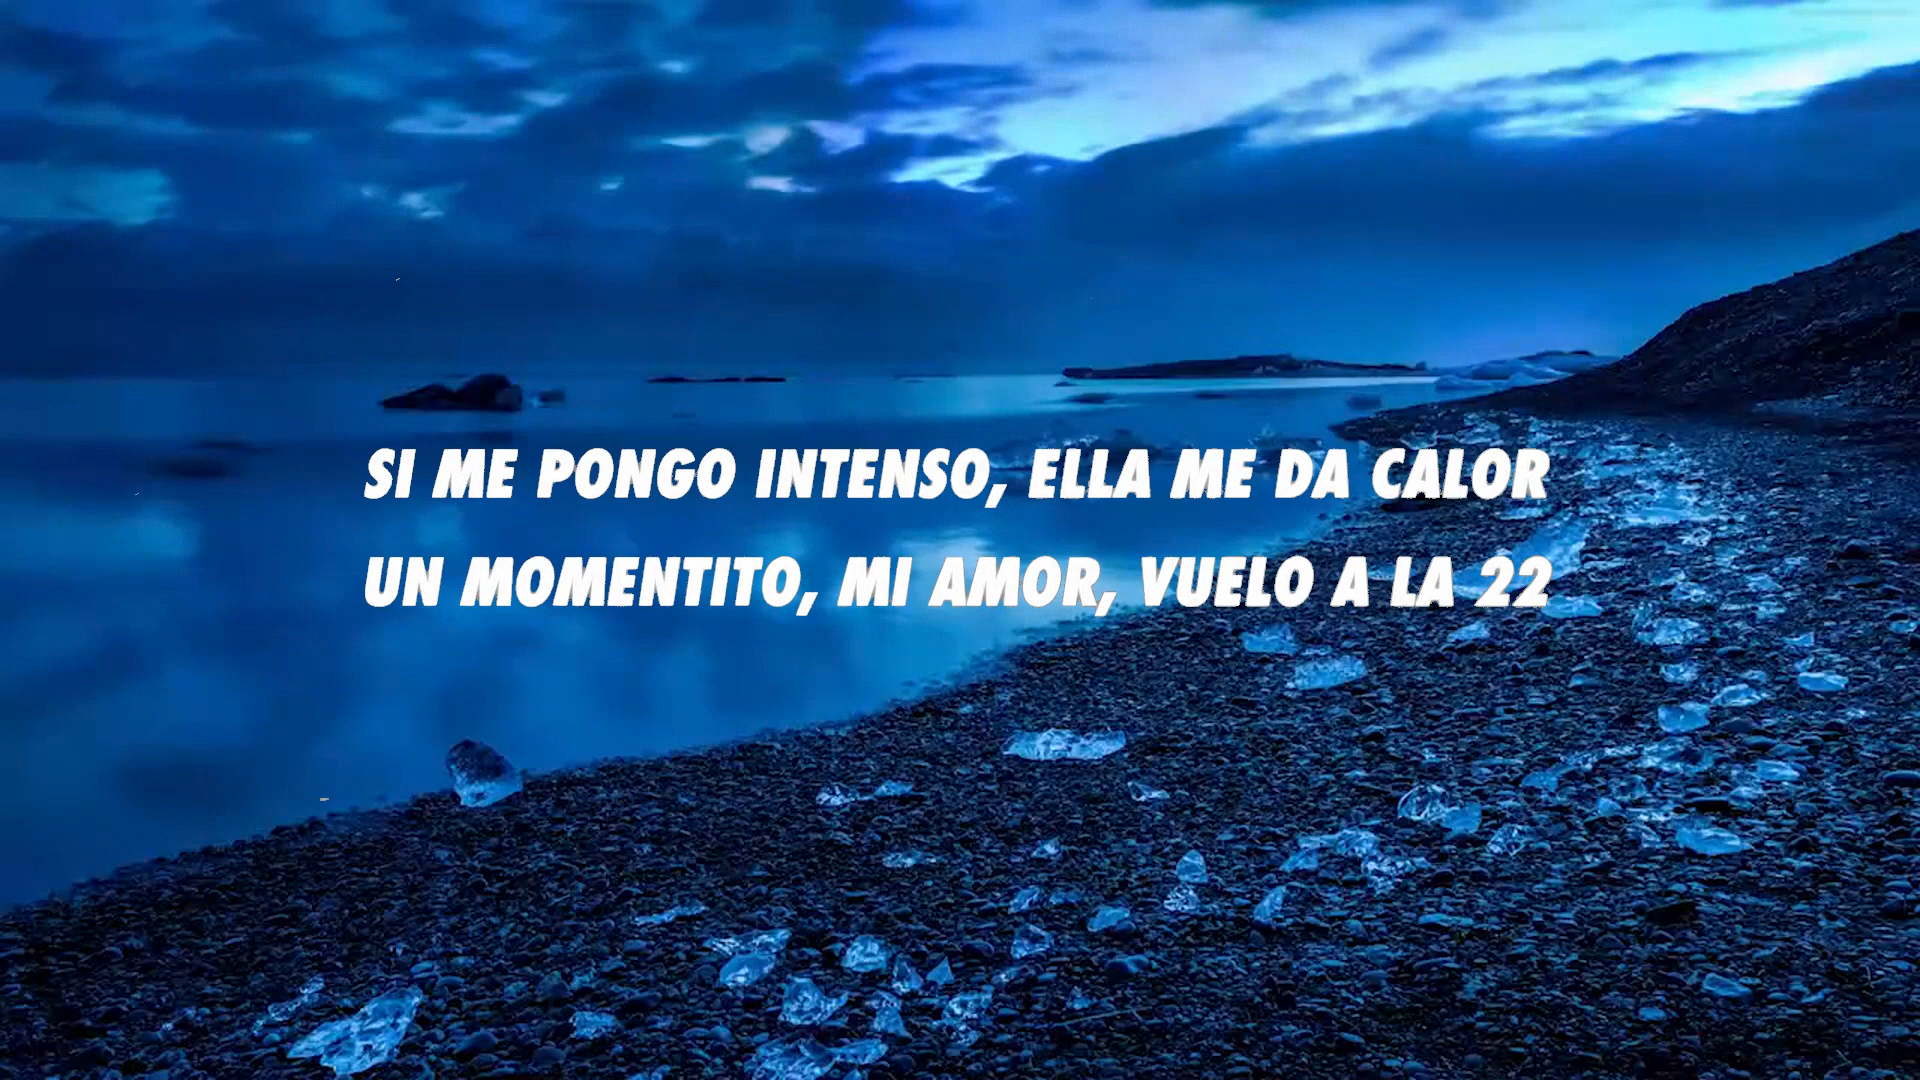 SI ME PONGO INTENSO, ELLA ME DA CALOR
UN MOMENTITO, MI AMOR, VUELO A LA 22